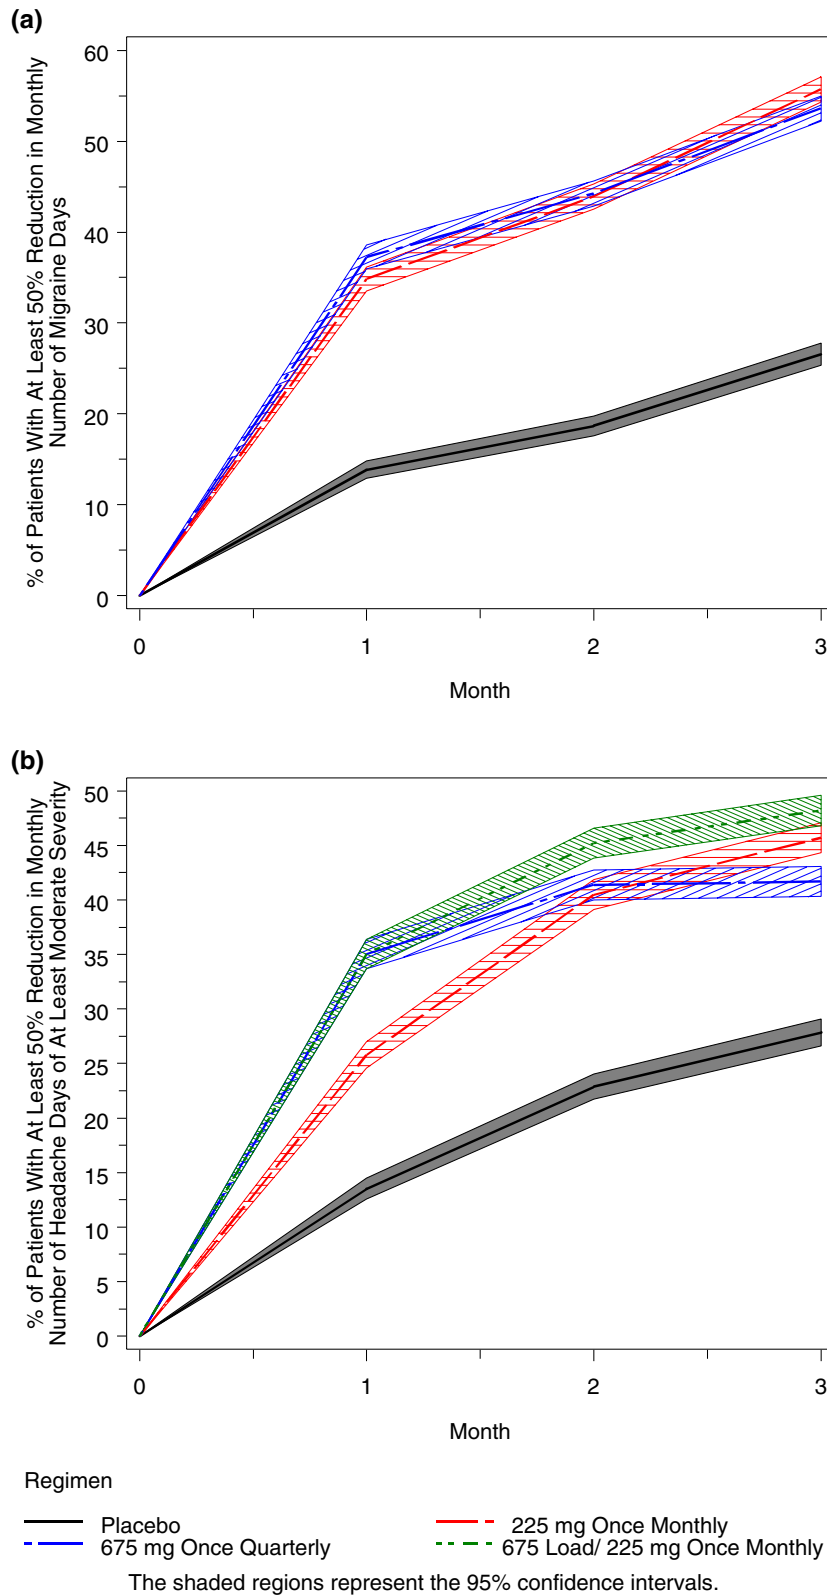 (a)
% of Patients With At Least 50% Reduction in Monthly
Number of Migraine Days
60
50
40
30
20
10
0
0 1 2 3
Month
(b)
% of Patients With At Least 50% Reduction in Monthly
Number of Headache Days of At Least Moderate Severity
50
45
40
35
30
25
20
15
10
5
0
0 1 2 3
Month
Regimen
Placebo 225 mg Once Monthly
675 mg Once Quarterly 675 Load/ 225 mg Once Monthly
The shaded regions represent the 95% confidence intervals.